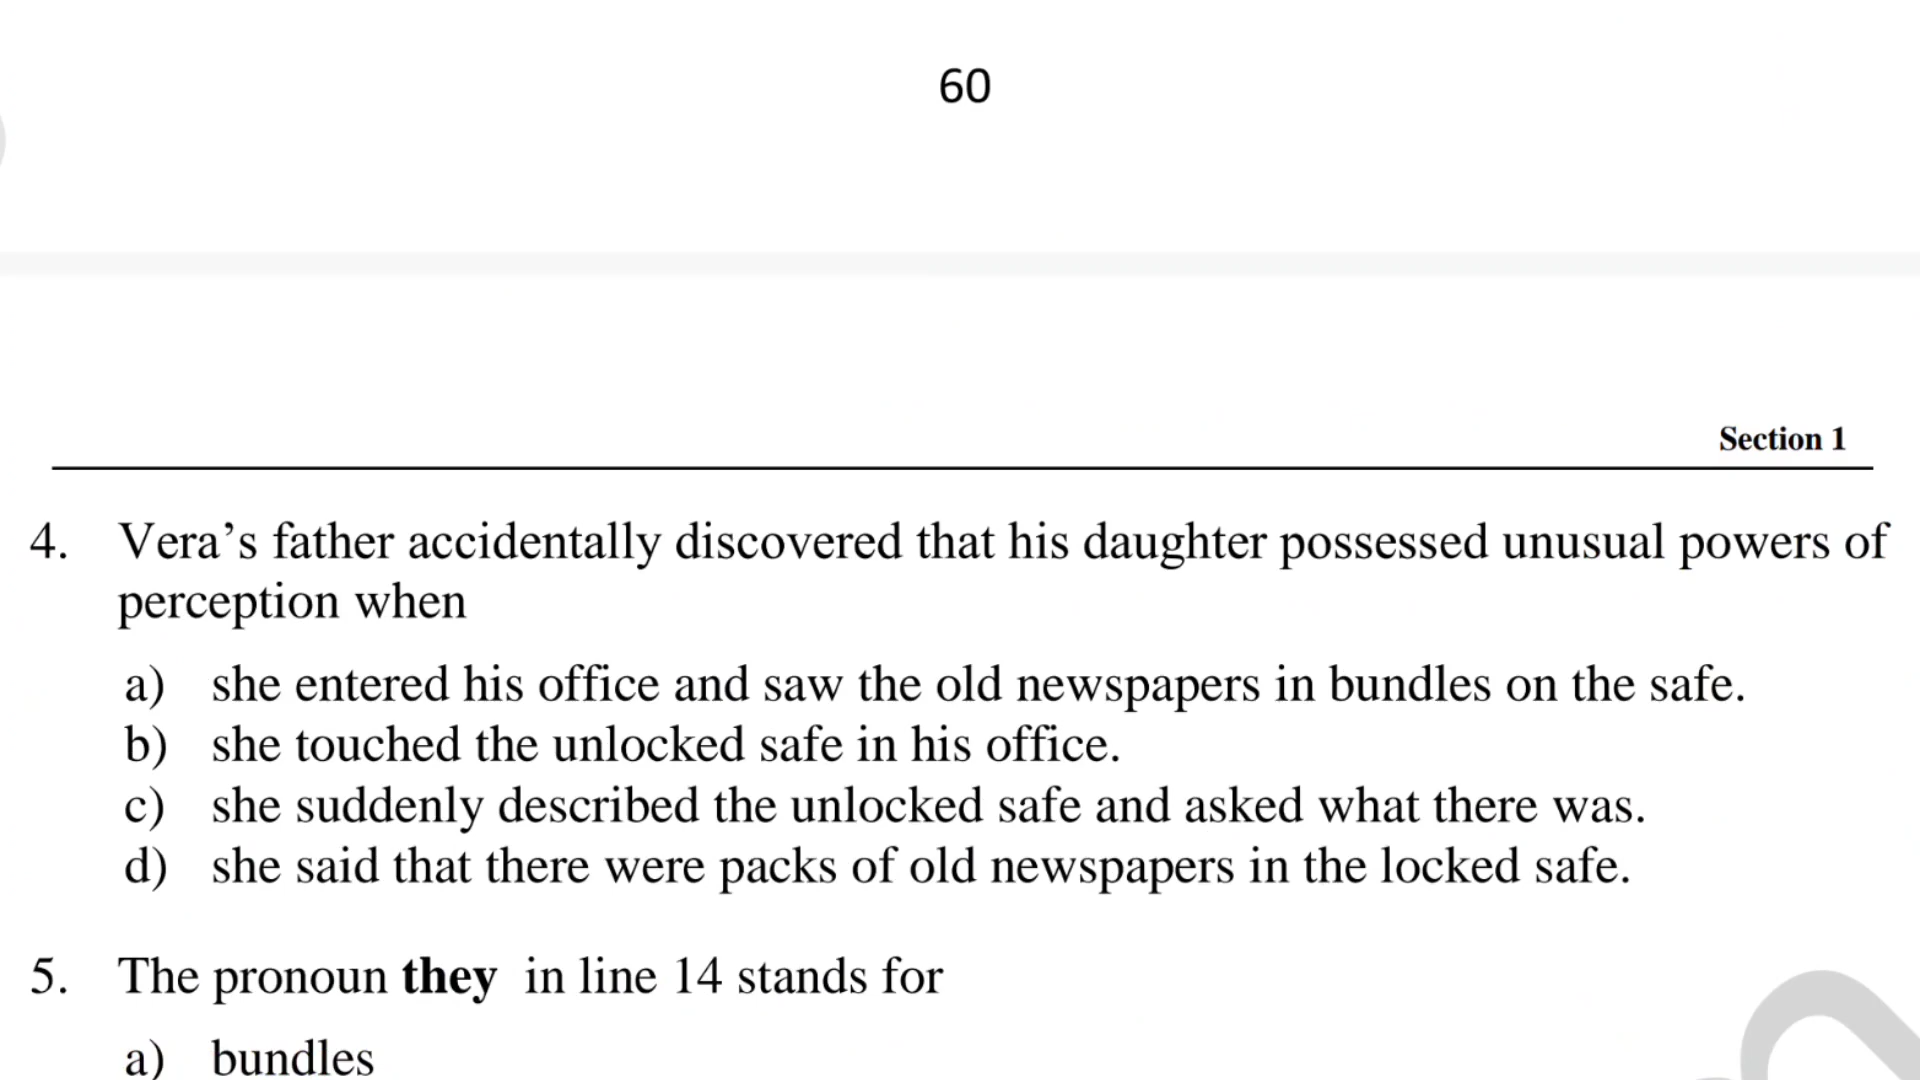 60
Section 1
4. Vera’s father accidentally discovered that his daughter possessed unusual powers of
perception when
a) she entered his office and saw the old newspapers in bundles on the safe.
b) she touched the unlocked safe in his office.
c) she suddenly described the unlocked safe and asked what there was.
d) she said that there were packs of old newspapers in the locked safe.
5. The pronoun they in line 14 stands for
a) bundles